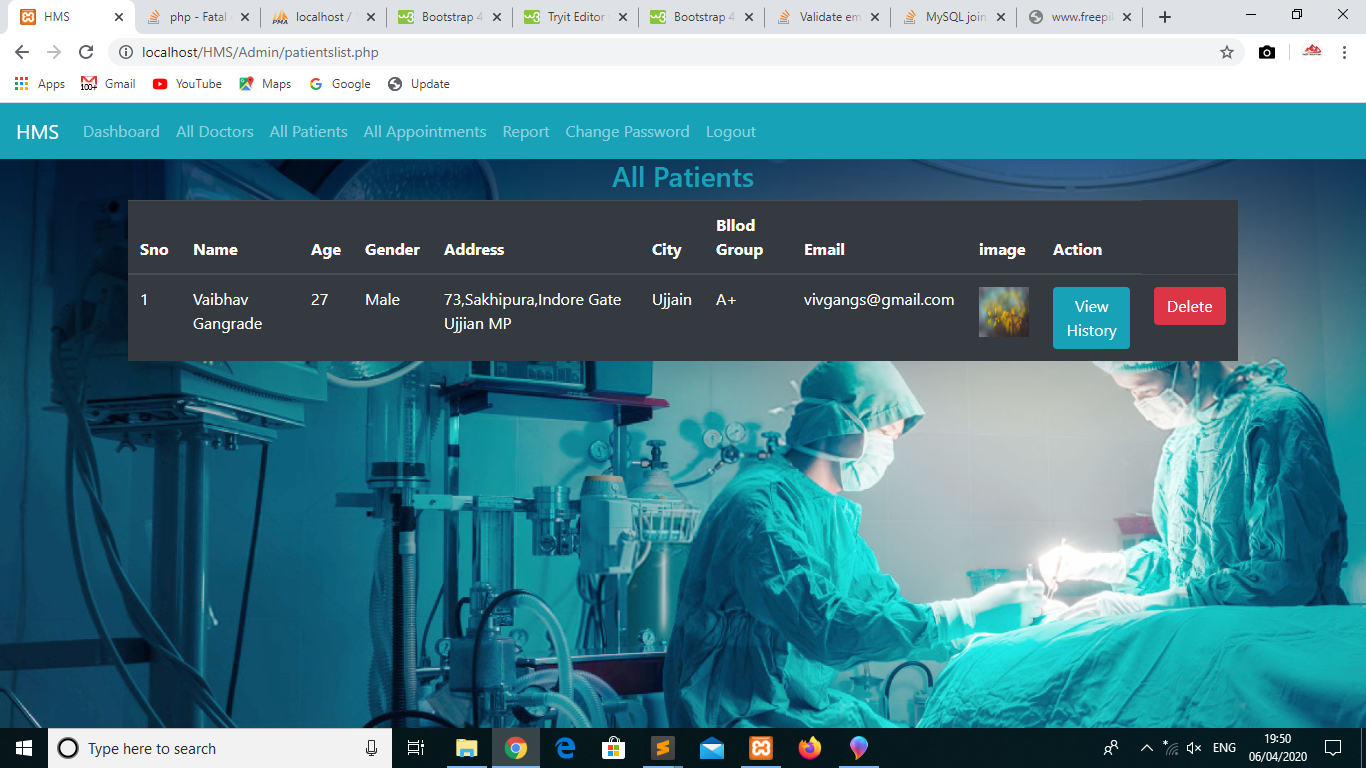 HMS
php - Fatal
localhost /
Bootstrap 4
Tryit Editor
Bootstrap 4
Validate em
MySQL join
www.freepi
localhost/HMS/Admin/patientslist.php
Apps
100+
Gmail
YouTube
Maps
Google
Update
HMS Dashboard All Doctors All Patients All Appointments Report Change Password Logout
All Patients
Sno Name Age Gender Address City Bllod Group Email image Action
1 Vaibhav Gangrade 27 Male 73,Sakhipura,Indore Gate Ujjian MP Ujjain A+ vivgangs@gmail.com View History Delete
Type here to search
ENG
19:50
06/04/2020